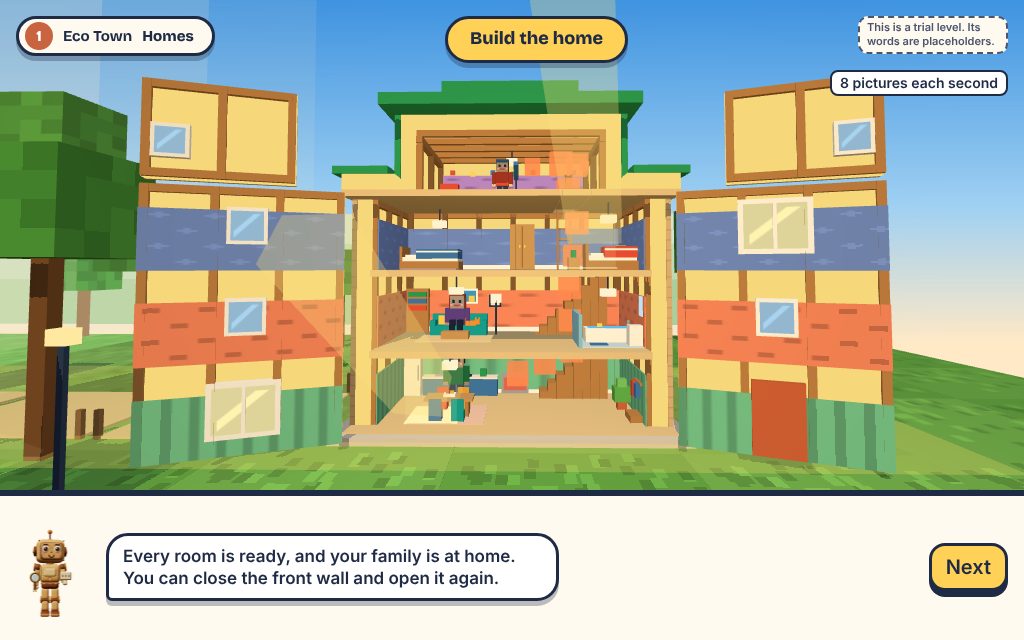 1 Eco Town Homes
Build the home
This is a trial level. Its
words are placeholders.
8 pictures each second
Every room is ready, and your family is at home.
You can close the front wall and open it again.
Next